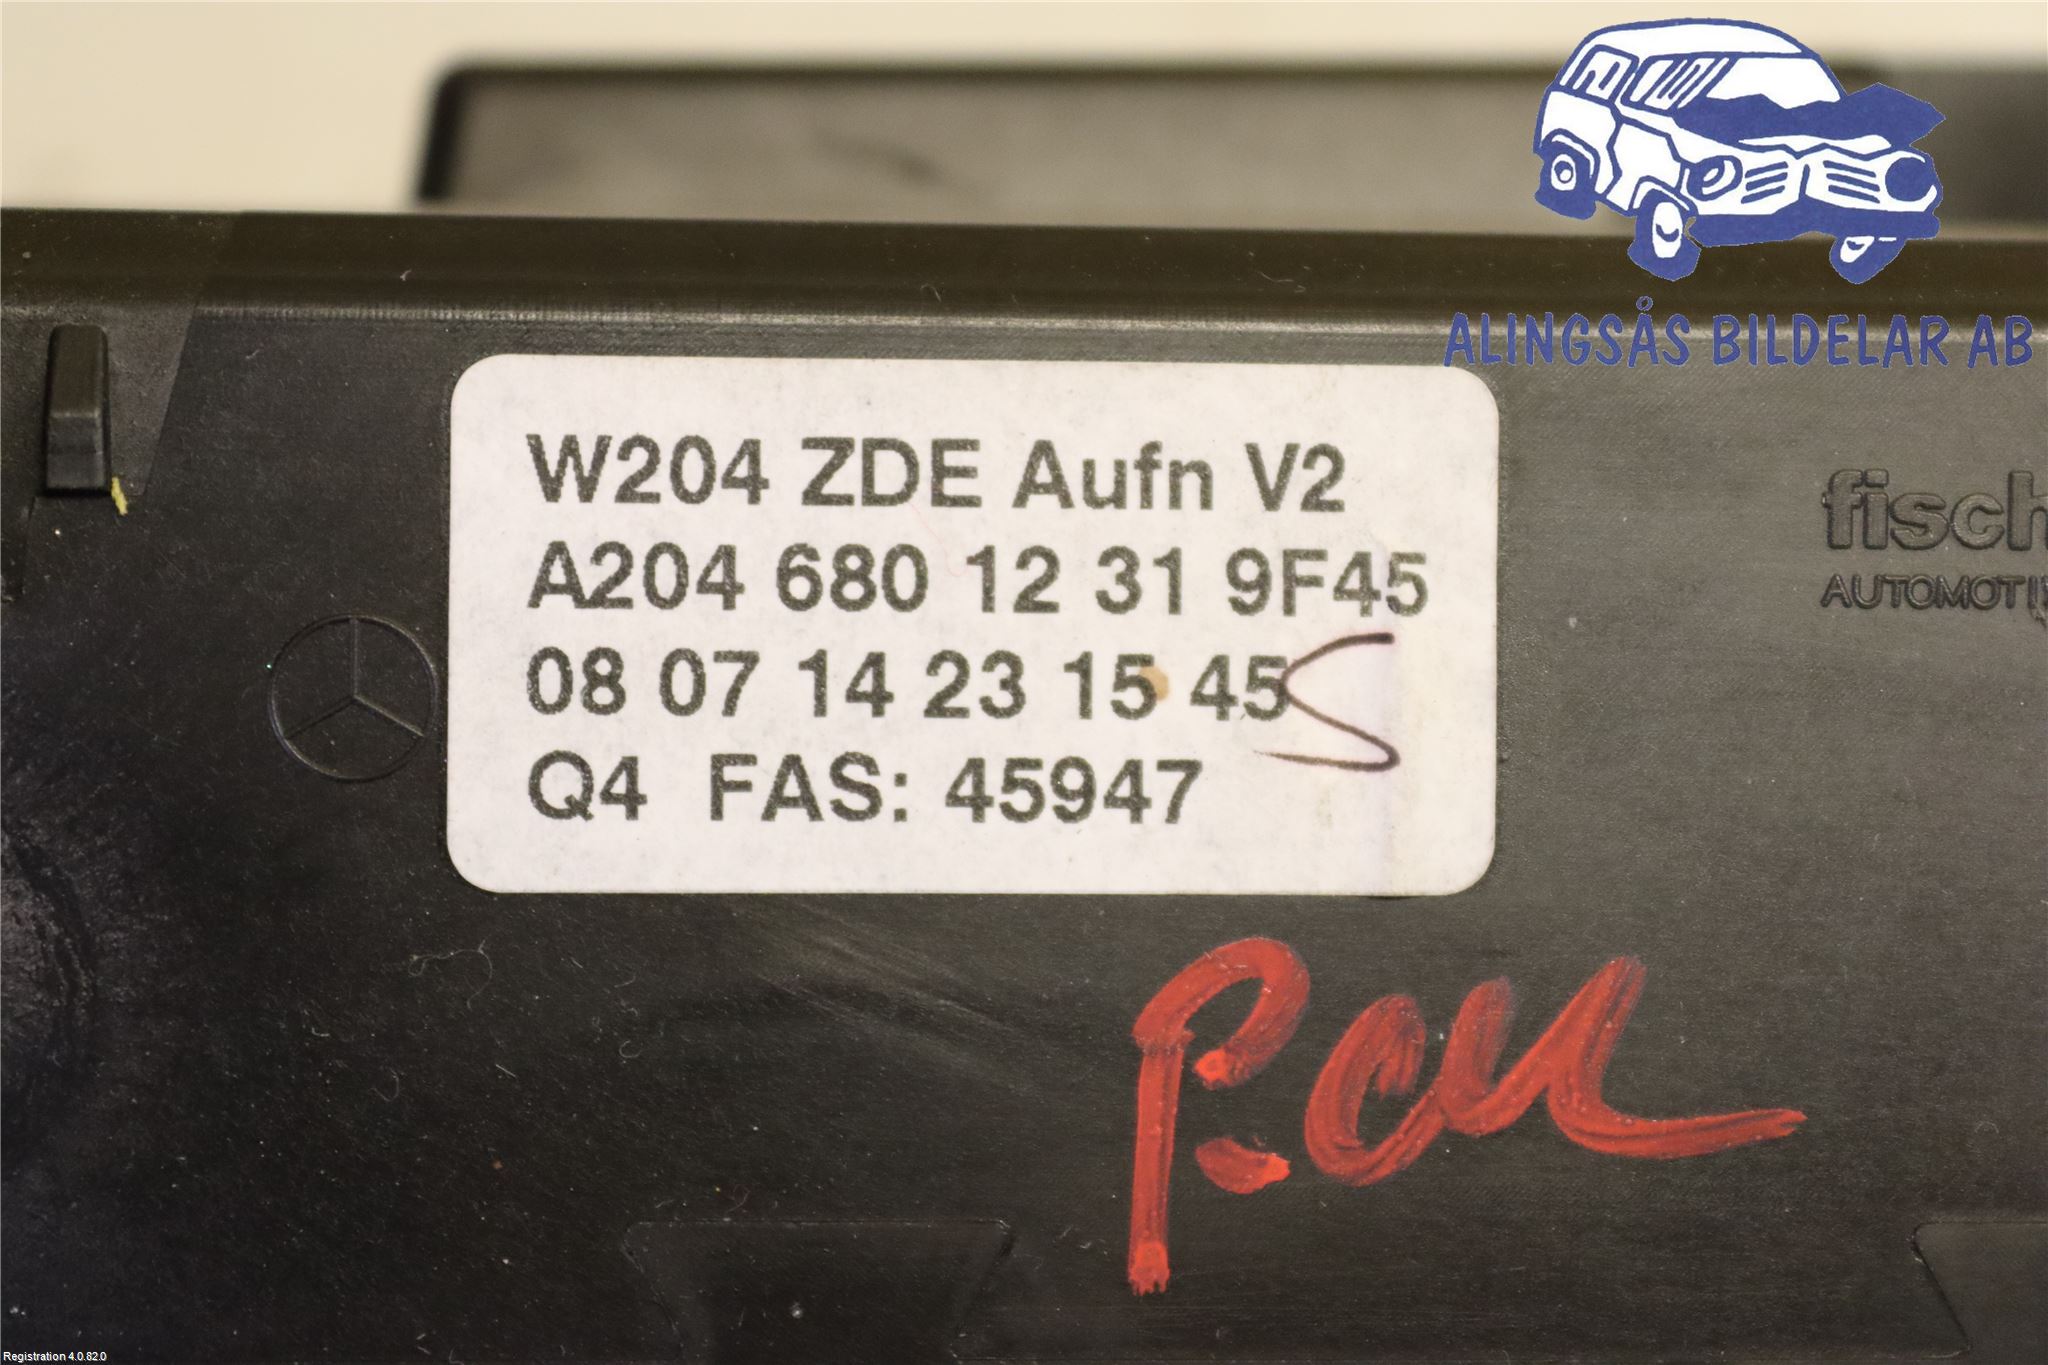 ALINGSÅS BILDELAR AB
W204 ZDE Aufn V2
A204 680 12 31 9F45
08 07 14 23 15 45
Q4 FAS: 45947
fisch
AUTOMOTI
Registration 4.0.82.0